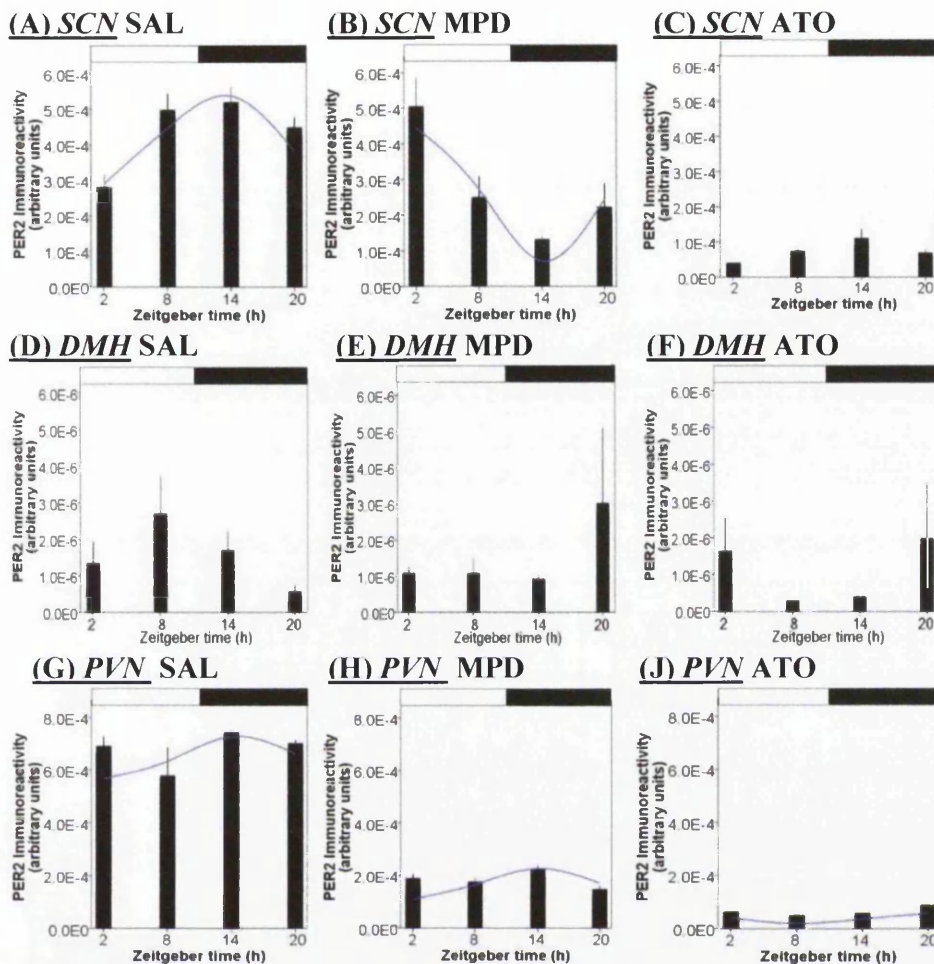 (A) SCN SAL
(B) SCN MPD
(C) SCN ATO
PER2 Immunoreactivity
(arbitrary units)
6.0E-4
5.0E-4
4.0E-4
3.0E-4
2.0E-4
1.0E-4
0.0E0
2 8 14 20
Zeitgeber time (h)
PER2 Immunoreactivity
(arbitrary units)
6.0E-4
5.0E-4
4.0E-4
3.0E-4
2.0E-4
1.0E-4
0.0E0
2 8 14 20
Zeitgeber time (h)
PER2 Immunoreactivity
(arbitrary units)
6.0E-4
5.0E-4
4.0E-4
3.0E-4
2.0E-4
1.0E-4
0.0E0
2 8 14 20
Zeitgeber time (h)
(D) DMH SAL
(E) DMH MPD
(F) DMH ATO
PER2 Immunoreactivity
(arbitrary units)
6.0E-6
5.0E-6
4.0E-6
3.0E-6
2.0E-6
1.0E-6
0.0E0
2 8 14 20
Zeitgeber time (h)
PER2 Immunoreactivity
(arbitrary units)
6.0E-6
5.0E-6
4.0E-6
3.0E-6
2.0E-6
1.0E-6
0.0E0
2 8 14 20
Zeitgeber time (h)
PER2 Immunoreactivity
(arbitrary units)
6.0E-6
5.0E-6
4.0E-6
3.0E-6
2.0E-6
1.0E-6
0.0E0
2 8 14 20
Zeitgeber time (h)
(G) PVN SAL
(H) PVN MPD
(J) PVN ATO
PER2 Immunoreactivity
(arbitrary units)
8.0E-4
6.0E-4
4.0E-4
2.0E-4
0.0E0
2 8 14 20
Zeitgeber time (h)
PER2 Immunoreactivity
(arbitrary units)
8.0E-4
6.0E-4
4.0E-4
2.0E-4
0.0E0
2 8 14 20
Zeitgeber time (h)
PER2 Immunoreactivity
(arbitrary units)
8.0E-4
6.0E-4
4.0E-4
2.0E-4
0.0E0
2 8 14 20
Zeitgeber time (h)